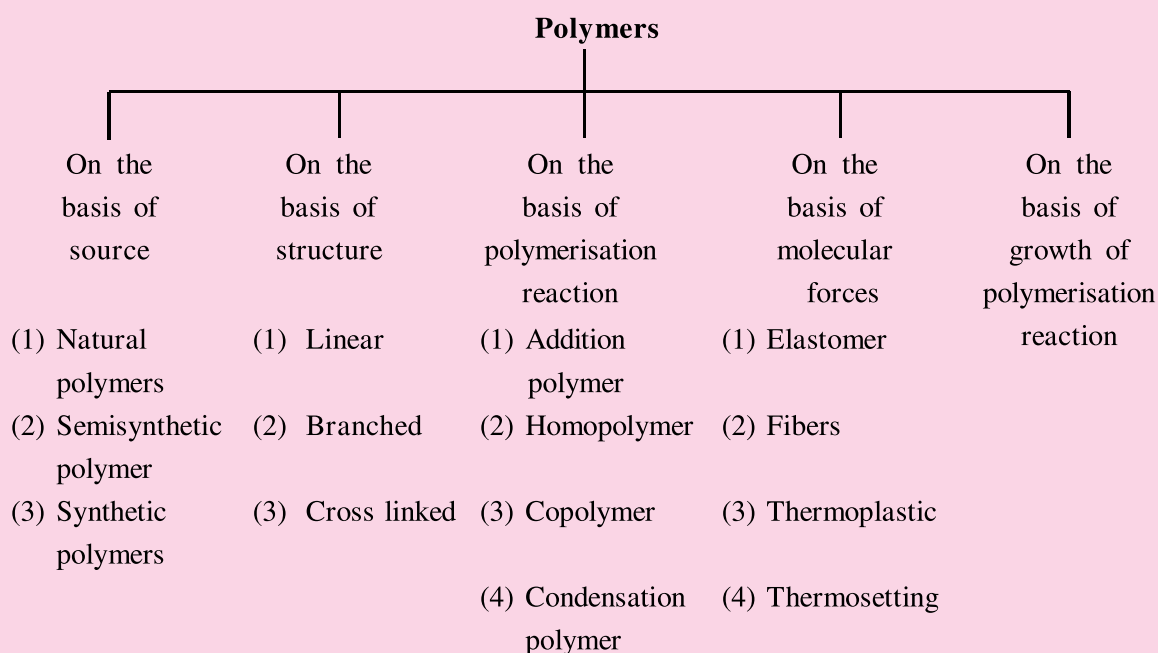 Polymers
On the
basis of
source
(1) Natural
polymers
(2) Semisynthetic
polymer
(3) Synthetic
polymers
On the
basis of
structure
(1) Linear
(2) Branched
(3) Cross linked
On the
basis of
polymerisation
reaction
(1) Addition
polymer
(2) Homopolymer
(3) Copolymer
(4) Condensation
polymer
On the
basis of
molecular
forces
(1) Elastomer
(2) Fibers
(3) Thermoplastic
(4) Thermosetting
On the
basis of
growth of
polymerisation
reaction